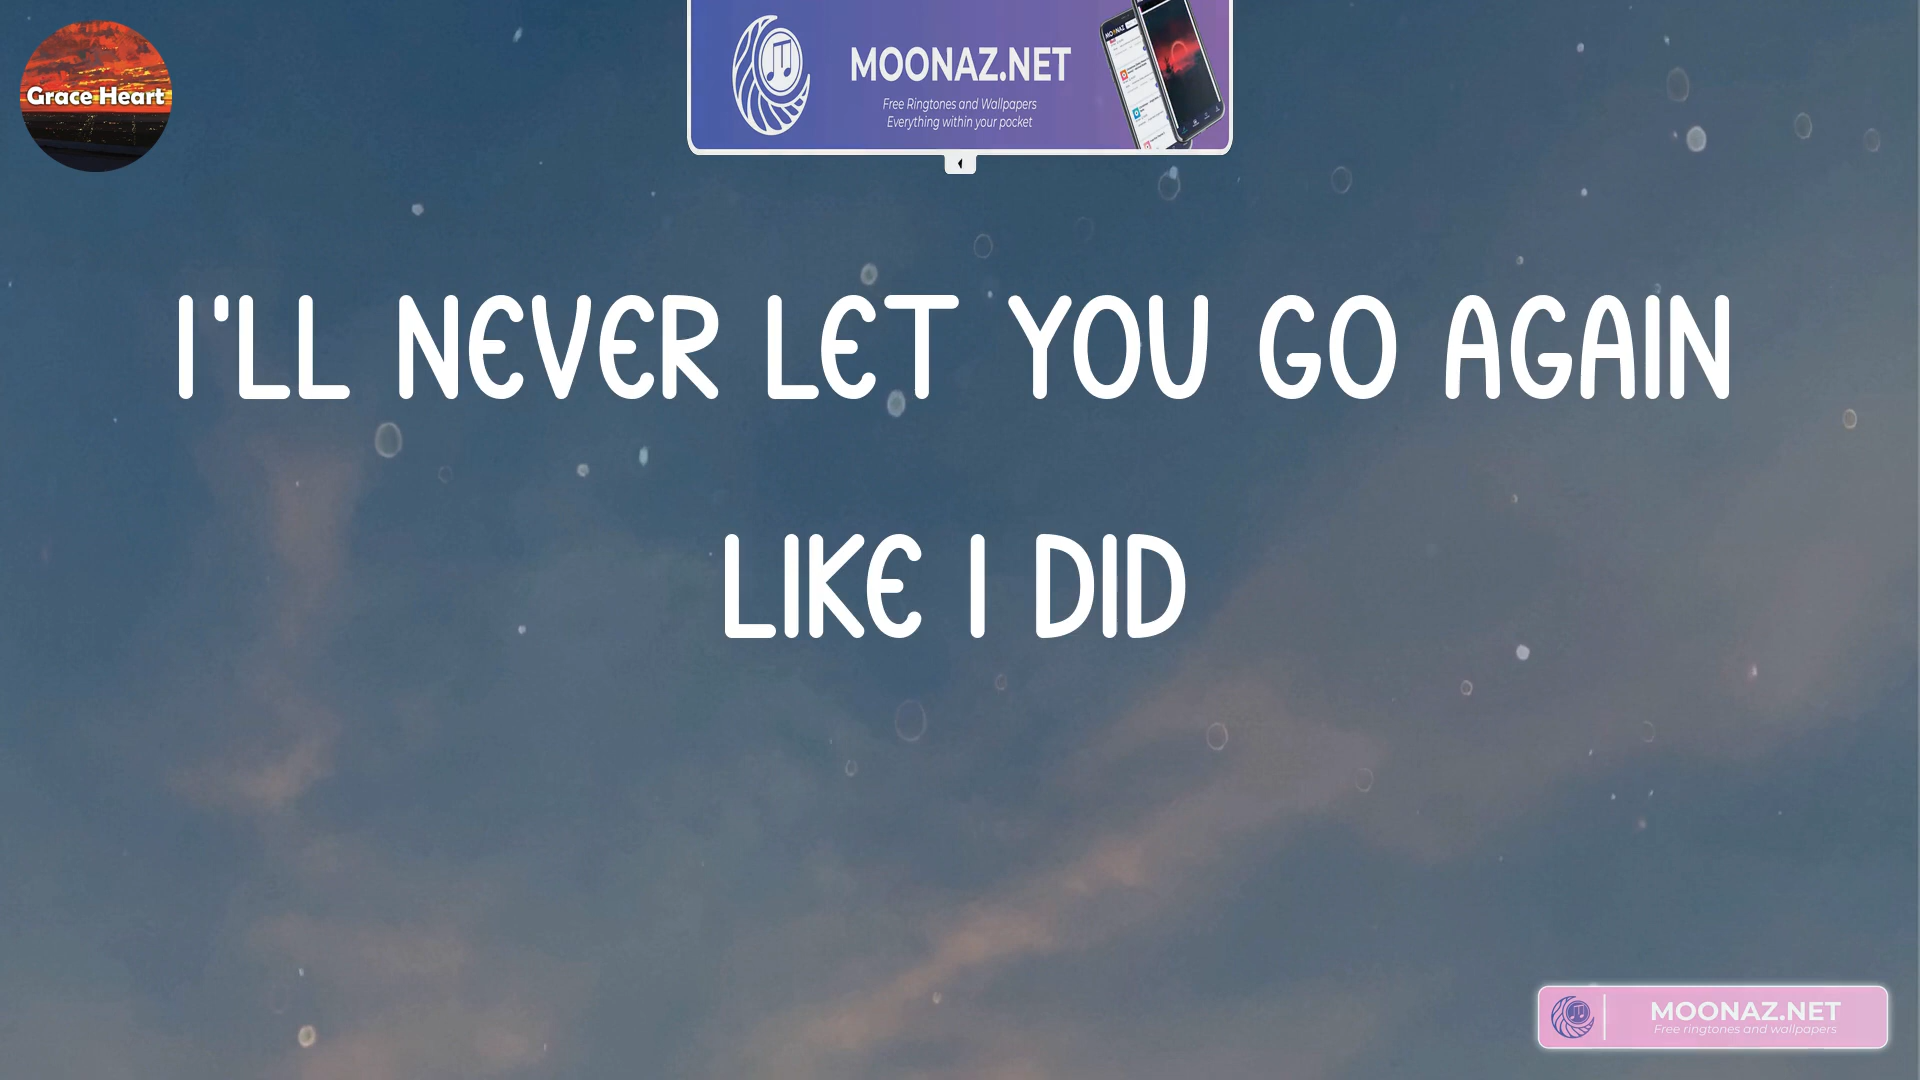 Grace Heart
MOONAZ.NET
Free Ringtones and Wallpapers
Everything within your pocket
I'LL NEVER LET YOU GO AGAIN
LIKE I DID
MOONAZ.NET
Free ringtones and wallpapers